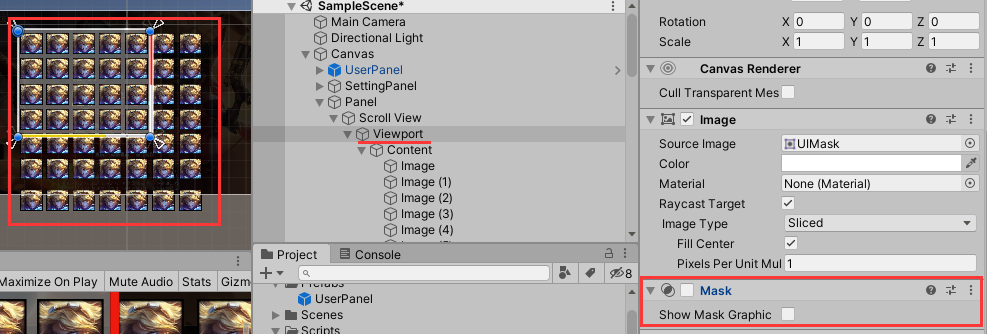 SampleScene*
Main Camera
Directional Light
Canvas
UserPanel
SettingPanel
Panel
Scroll View
Viewport
Content
Image
Image (1)
Image (2)
Image (3)
Image (4)
Maximize On Play
Mute Audio
Stats
Gizm
Project
Console
8
Prefabs
UserPanel
Scenes
Scripts
Rotation X 0 Y 0 Z 0
Scale X 1 Y 1 Z 1
Canvas Renderer
Cull Transparent Mes
Image
Source Image UIMask
Color
Material None (Material)
Raycast Target
Image Type Sliced
Fill Center
Pixels Per Unit Mul 1
Mask
Show Mask Graphic